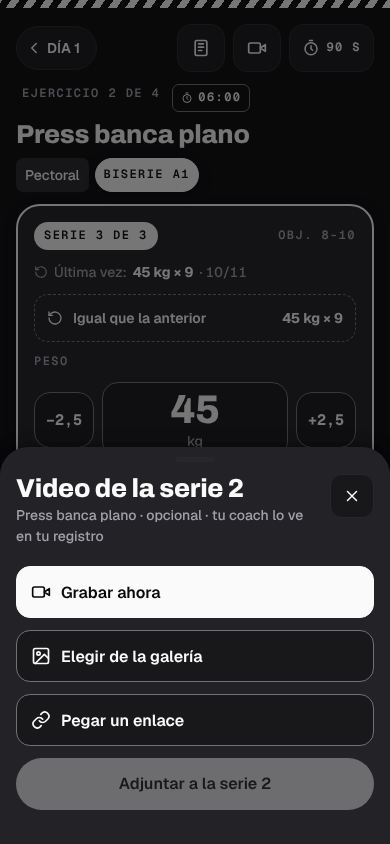 DÍA 1
90 S
EJERCICIO 2 DE 4
06:00
Press banca plano
Pectoral
BISERIE A1
SERIE 3 DE 3
OBJ. 8-10
Última vez: 45 kg × 9 · 10/11
Igual que la anterior
45 kg × 9
PESO
−2,5
45
kg
+2,5
Video de la serie 2
Press banca plano · opcional · tu coach lo ve
en tu registro
Grabar ahora
Elegir de la galería
Pegar un enlace
Adjuntar a la serie 2